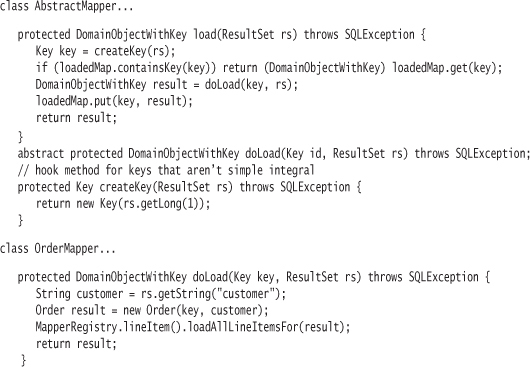 class AbstractMapper...
protected DomainObjectWithKey load(ResultSet rs) throws SQLException {
Key key = createKey(rs);
if (loadedMap.containsKey(key)) return (DomainObjectWithKey) loadedMap.get(key);
DomainObjectWithKey result = doLoad(key, rs);
loadedMap.put(key, result);
return result;
}
abstract protected DomainObjectWithKey doLoad(Key id, ResultSet rs) throws SQLException;
// hook method for keys that aren't simple integral
protected Key createKey(ResultSet rs) throws SQLException {
return new Key(rs.getLong(1));
}
class OrderMapper...
protected DomainObjectWithKey doLoad(Key key, ResultSet rs) throws SQLException {
String customer = rs.getString("customer");
Order result = new Order(key, customer);
MapperRegistry.lineItem().loadAllLineItemsFor(result);
return result;
}